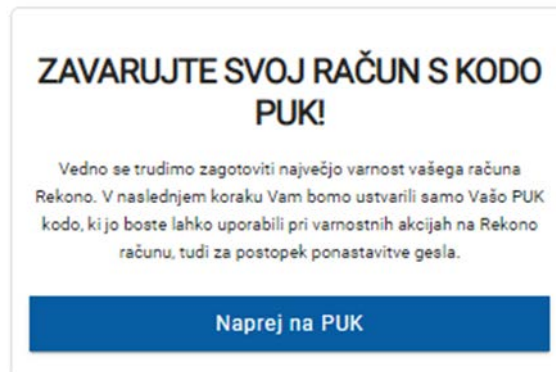 ZAVARUJTE SVOJ RAČUN S KODO
PUK!
Vedno se trudimo zagotoviti največjo varnost vašega računa
Rekono. V naslednjem koraku Vam bomo ustvarili samo Vašo PUK
kodo, ki jo boste lahko uporabili pri varnostnih akcijah na Rekono
računu, tudi za postopek ponastavitve gesla.
Naprej na PUK